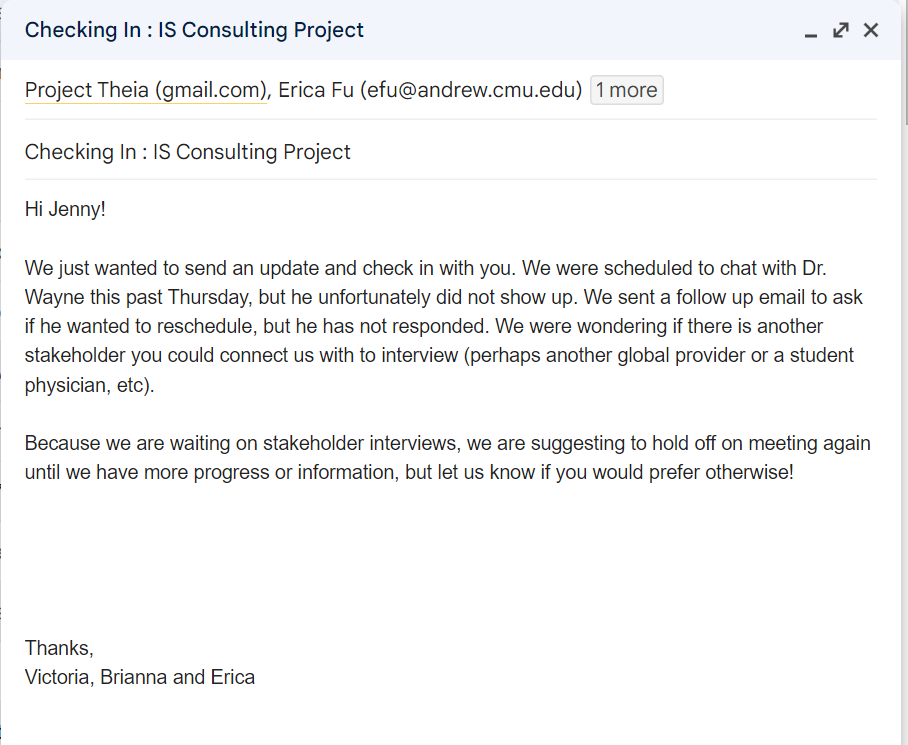 Checking In : IS Consulting Project
Project Theia (gmail.com), Erica Fu (efu@andrew.cmu.edu) 1 more
Checking In : IS Consulting Project
Hi Jenny!
We just wanted to send an update and check in with you. We were scheduled to chat with Dr.
Wayne this past Thursday, but he unfortunately did not show up. We sent a follow up email to ask
if he wanted to reschedule, but he has not responded. We were wondering if there is another
stakeholder you could connect us with to interview (perhaps another global provider or a student
physician, etc).
Because we are waiting on stakeholder interviews, we are suggesting to hold off on meeting again
until we have more progress or information, but let us know if you would prefer otherwise!
Thanks,
Victoria, Brianna and Erica